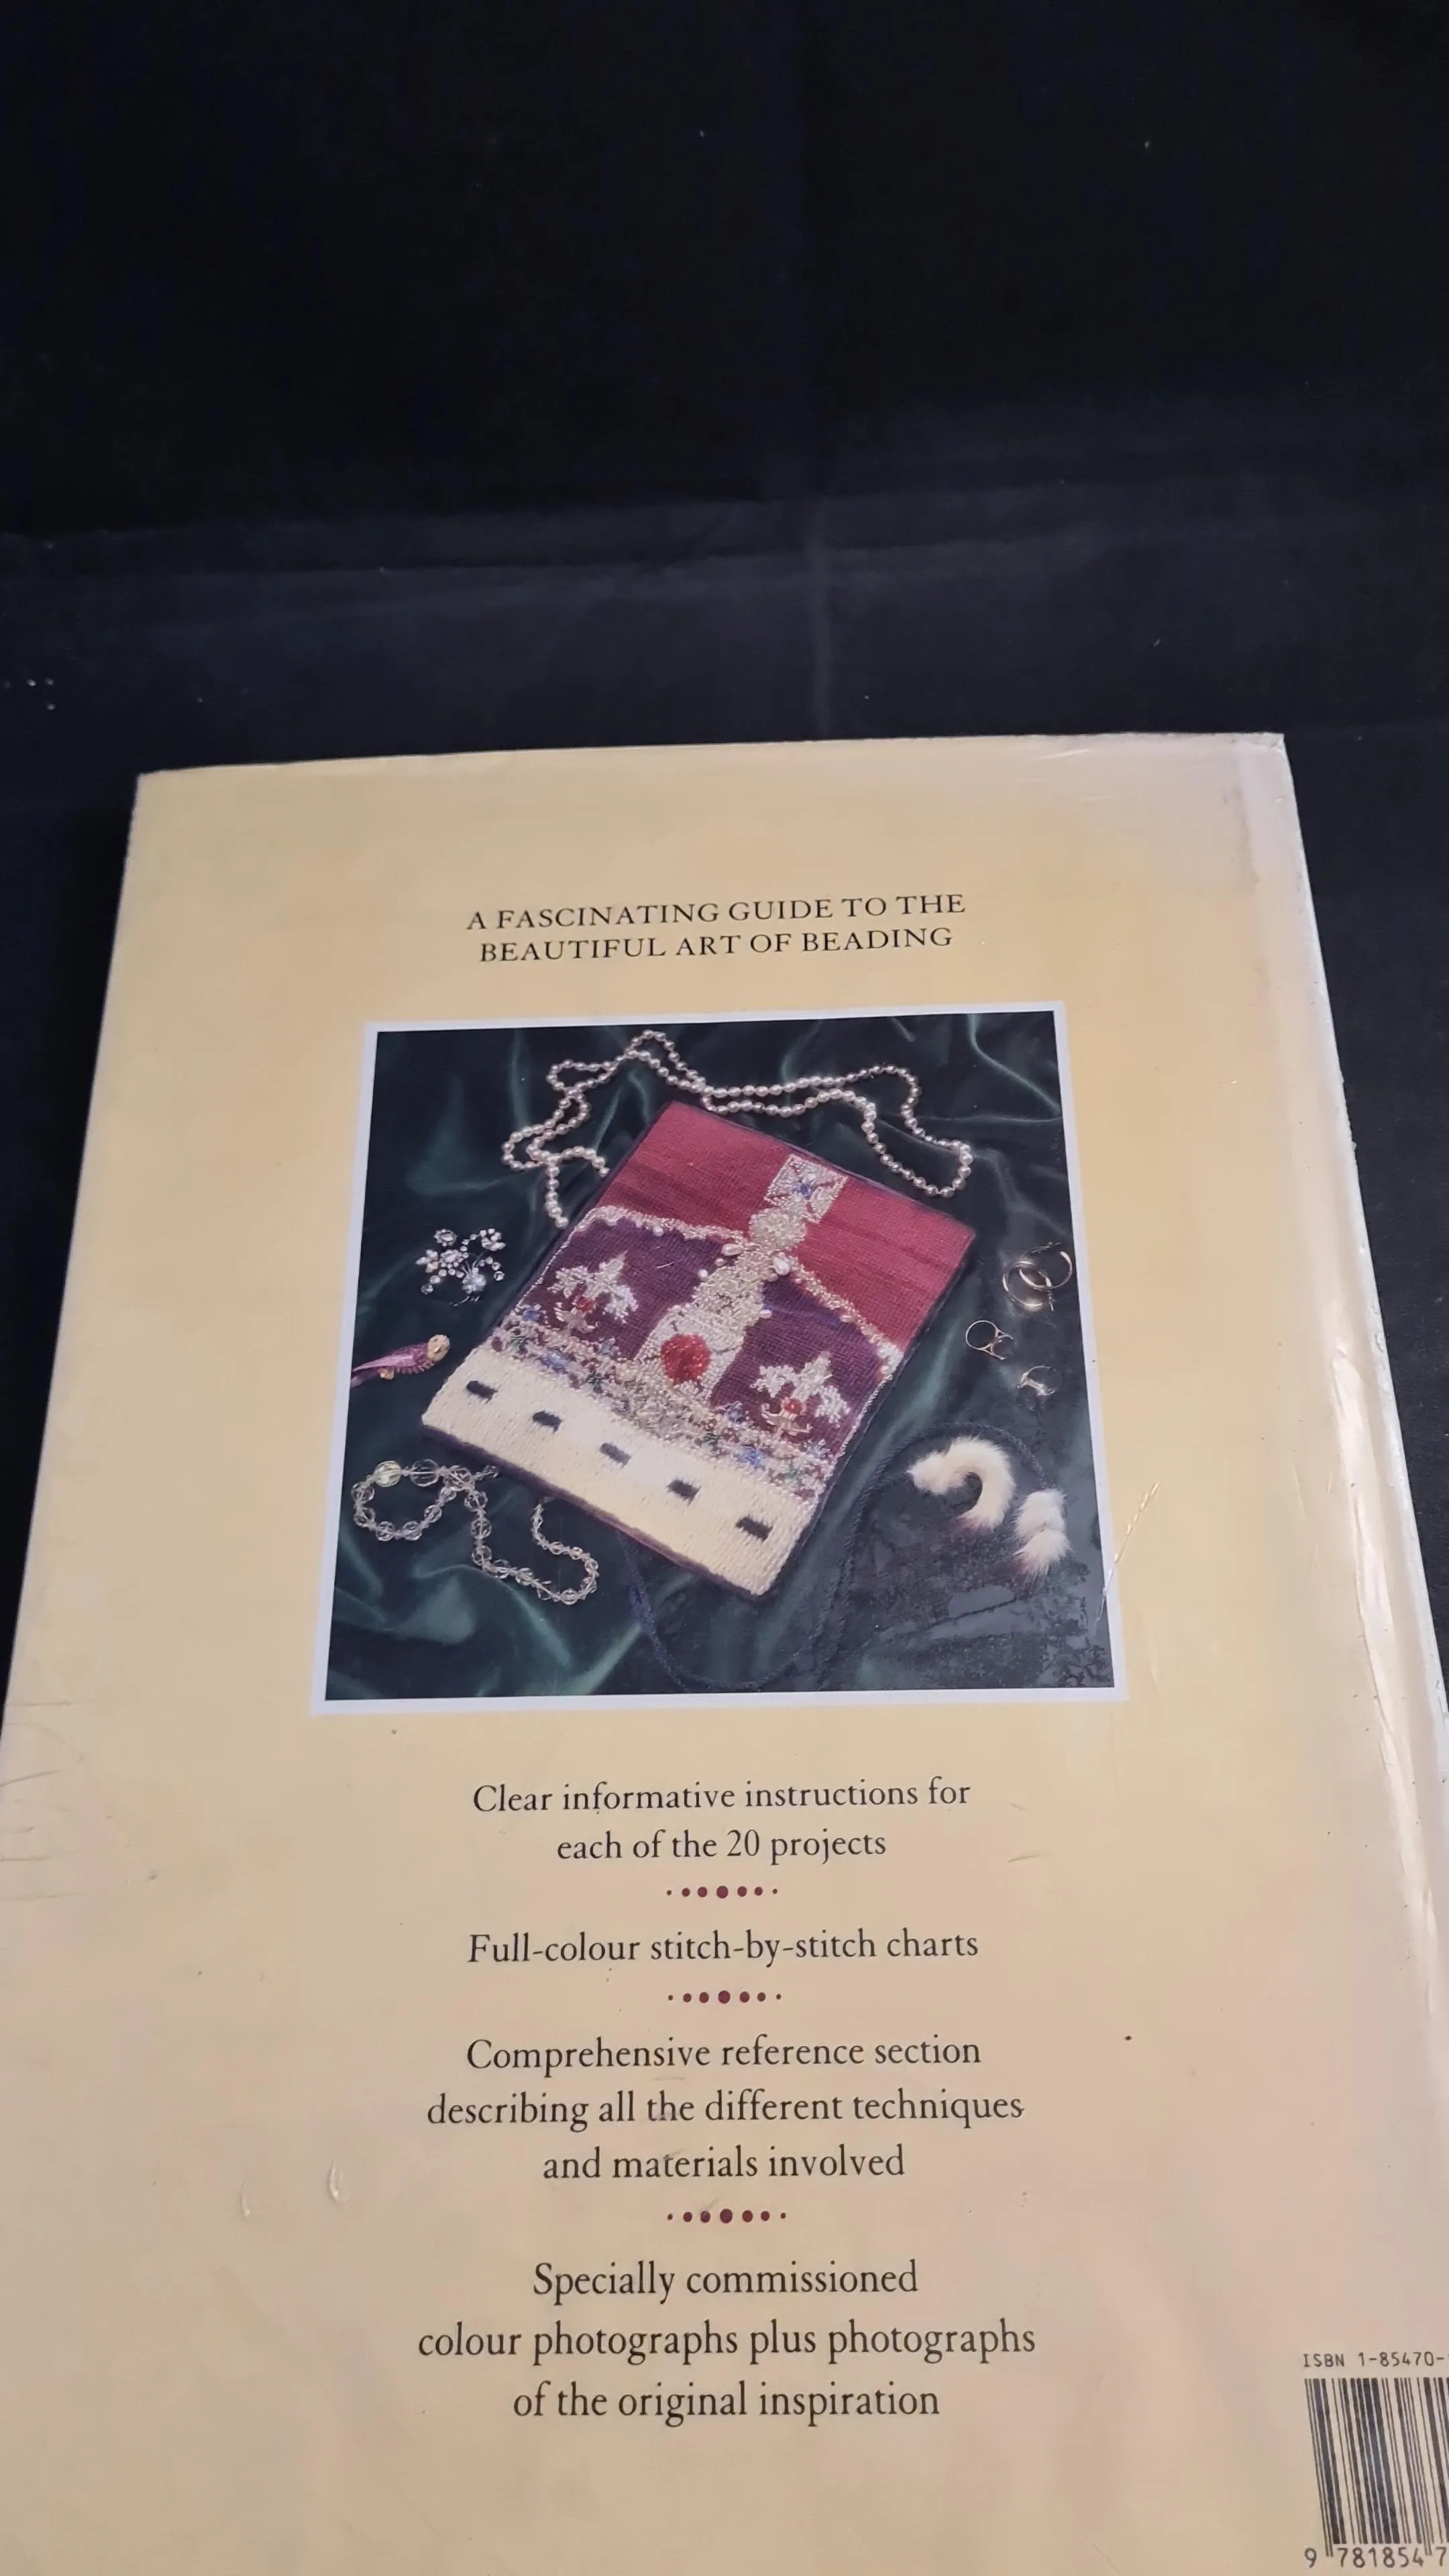 A FASCINATING GUIDE TO THE
BEAUTIFUL ART OF BEADING
Clear informative instructions for
each of the 20 projects
Full-colour stitch-by-stitch charts
Comprehensive reference section
describing all the different techniques
and materials involved
Specially commissioned
colour photographs plus photographs
of the original inspiration
ISBN 1-85470-
9 781854 7